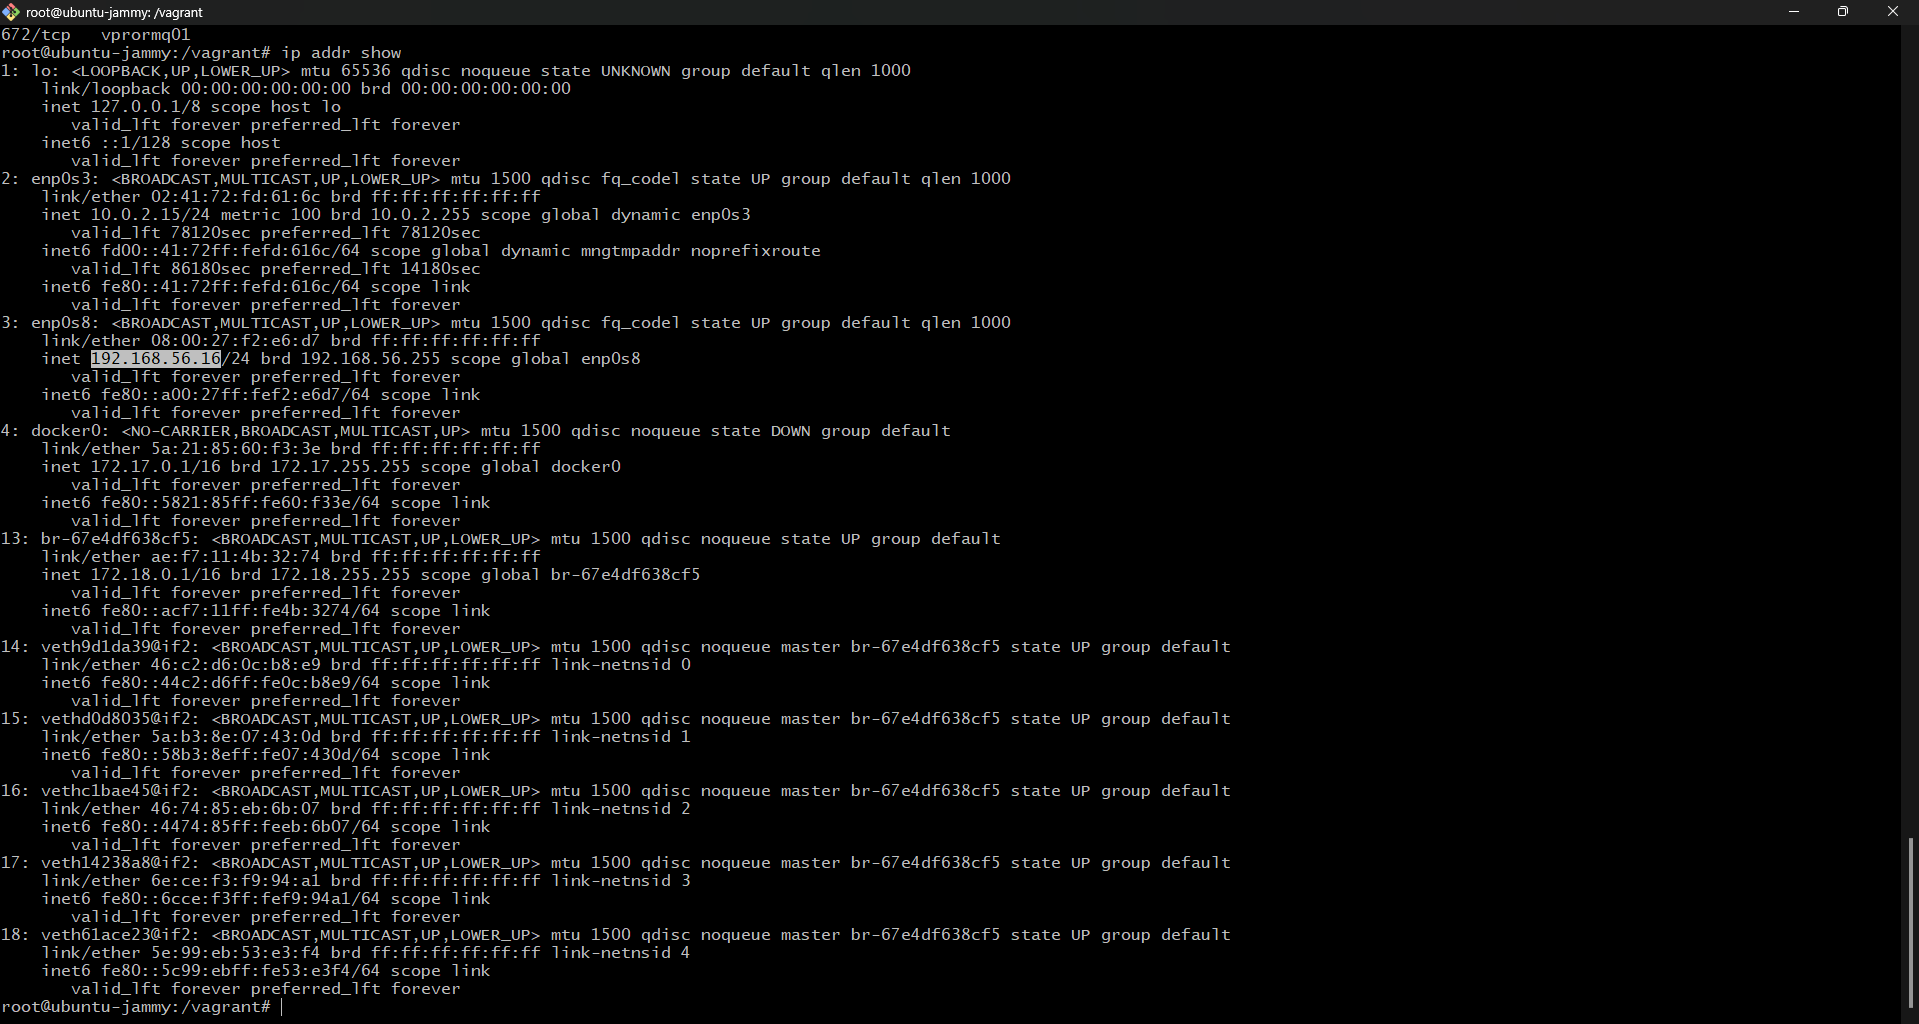 root@ubuntu-jammy: /vagrant
672/tcp   vprormq01
root@ubuntu-jammy:/vagrant# ip addr show
1: lo: <LOOPBACK,UP,LOWER_UP> mtu 65536 qdisc noqueue state UNKNOWN group default qlen 1000
    link/loopback 00:00:00:00:00:00 brd 00:00:00:00:00:00
    inet 127.0.0.1/8 scope host lo
       valid_lft forever preferred_lft forever
    inet6 ::1/128 scope host
       valid_lft forever preferred_lft forever
2: enp0s3: <BROADCAST,MULTICAST,UP,LOWER_UP> mtu 1500 qdisc fq_codel state UP group default qlen 1000
    link/ether 02:41:72:fd:61:6c brd ff:ff:ff:ff:ff:ff
    inet 10.0.2.15/24 metric 100 brd 10.0.2.255 scope global dynamic enp0s3
       valid_lft 78120sec preferred_lft 78120sec
    inet6 fd00::41:72ff:fefd:616c/64 scope global dynamic mngtmpaddr noprefixroute
       valid_lft 86180sec preferred_lft 14180sec
    inet6 fe80::41:72ff:fefd:616c/64 scope link
       valid_lft forever preferred_lft forever
3: enp0s8: <BROADCAST,MULTICAST,UP,LOWER_UP> mtu 1500 qdisc fq_codel state UP group default qlen 1000
    link/ether 08:00:27:f2:e6:d7 brd ff:ff:ff:ff:ff:ff
    inet 192.168.56.16/24 brd 192.168.56.255 scope global enp0s8
       valid_lft forever preferred_lft forever
    inet6 fe80::a00:27ff:fef2:e6d7/64 scope link
       valid_lft forever preferred_lft forever
4: docker0: <NO-CARRIER,BROADCAST,MULTICAST,UP> mtu 1500 qdisc noqueue state DOWN group default
    link/ether 5a:21:85:60:f3:3e brd ff:ff:ff:ff:ff:ff
    inet 172.17.0.1/16 brd 172.17.255.255 scope global docker0
       valid_lft forever preferred_lft forever
    inet6 fe80::5821:85ff:fe60:f33e/64 scope link
       valid_lft forever preferred_lft forever
13: br-67e4df638cf5: <BROADCAST,MULTICAST,UP,LOWER_UP> mtu 1500 qdisc noqueue state UP group default
    link/ether ae:f7:11:4b:32:74 brd ff:ff:ff:ff:ff:ff
    inet 172.18.0.1/16 brd 172.18.255.255 scope global br-67e4df638cf5
       valid_lft forever preferred_lft forever
    inet6 fe80::acf7:11ff:fe4b:3274/64 scope link
       valid_lft forever preferred_lft forever
14: veth9d1da39@if2: <BROADCAST,MULTICAST,UP,LOWER_UP> mtu 1500 qdisc noqueue master br-67e4df638cf5 state UP group default
    link/ether 46:c2:d6:0c:b8:e9 brd ff:ff:ff:ff:ff:ff link-netnsid 0
    inet6 fe80::44c2:d6ff:fe0c:b8e9/64 scope link
       valid_lft forever preferred_lft forever
15: vethd0d8035@if2: <BROADCAST,MULTICAST,UP,LOWER_UP> mtu 1500 qdisc noqueue master br-67e4df638cf5 state UP group default
    link/ether 5a:b3:8e:07:43:0d brd ff:ff:ff:ff:ff:ff link-netnsid 1
    inet6 fe80::58b3:8eff:fe07:430d/64 scope link
       valid_lft forever preferred_lft forever
16: vethc1bae45@if2: <BROADCAST,MULTICAST,UP,LOWER_UP> mtu 1500 qdisc noqueue master br-67e4df638cf5 state UP group default
    link/ether 46:74:85:eb:6b:07 brd ff:ff:ff:ff:ff:ff link-netnsid 2
    inet6 fe80::4474:85ff:feeb:6b07/64 scope link
       valid_lft forever preferred_lft forever
17: veth14238a8@if2: <BROADCAST,MULTICAST,UP,LOWER_UP> mtu 1500 qdisc noqueue master br-67e4df638cf5 state UP group default
    link/ether 6e:ce:f3:f9:94:a1 brd ff:ff:ff:ff:ff:ff link-netnsid 3
    inet6 fe80::6cce:f3ff:fef9:94a1/64 scope link
       valid_lft forever preferred_lft forever
18: veth61ace23@if2: <BROADCAST,MULTICAST,UP,LOWER_UP> mtu 1500 qdisc noqueue master br-67e4df638cf5 state UP group default
    link/ether 5e:99:eb:53:e3:f4 brd ff:ff:ff:ff:ff:ff link-netnsid 4
    inet6 fe80::5c99:ebff:fe53:e3f4/64 scope link
       valid_lft forever preferred_lft forever
root@ubuntu-jammy:/vagrant#